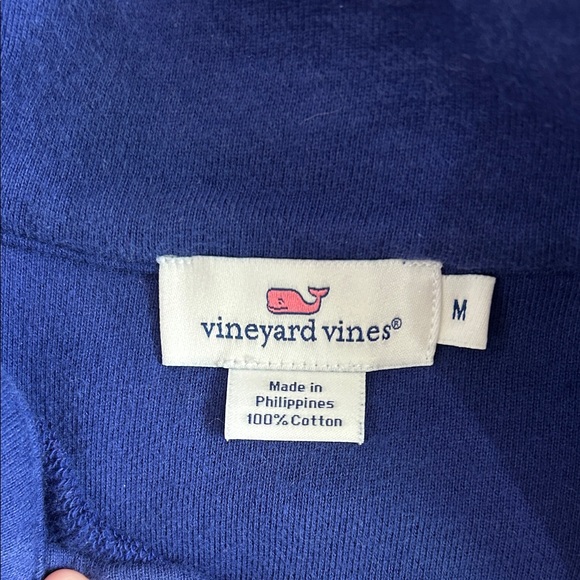 vineyard vines®
M
Made in
Philippines
100% Cotton